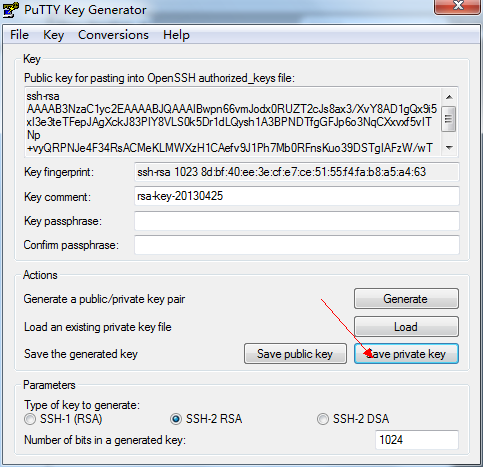 PuTTY Key Generator
File Key Conversions Help
Key
Public key for pasting into OpenSSH authorized_keys file:
ssh-rsa
AAAAB3NzaC1yc2EAAAABJQAAAIBwpn66vmJodx0RUZT2cJs8ax3/XvY8AD1gQx9i5
xI3e3teTFepJAgXckJ83PIY8VLS0k5Dr1dLQysh1A3BPNDTfgGFJp6o3NqCXxvxf5vIT
Np
+vyQRPNJe4F34RsACMeKLMWXzH1CAefv9J1Ph7Mb0RFnsKuo39DSTgIAFzW/wT
Key fingerprint: ssh-rsa 1023 8d:bf:40:ee:3e:cf:e7:ce:51:55:f4:fa:b8:a5:a4:63
Key comment: rsa-key-20130425
Key passphrase:
Confirm passphrase:
Actions
Generate a public/private key pair Generate
Load an existing private key file Load
Save the generated key Save public key Save private key
Parameters
Type of key to generate:
SSH-1 (RSA) SSH-2 RSA SSH-2 DSA
Number of bits in a generated key: 1024